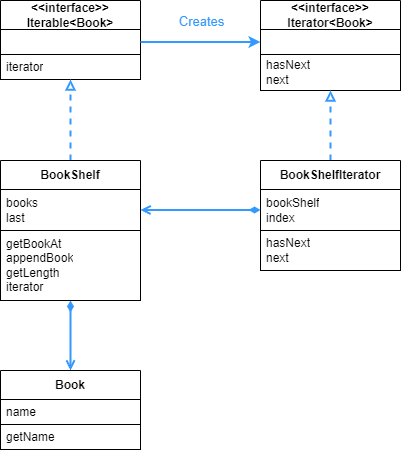 <<interface>>
Iterable<Book>
iterator
Creates
<<interface>>
Iterator<Book>
hasNext
next
BookShelf
books
last
getBookAt
appendBook
getLength
iterator
BookShelfIterator
bookShelf
index
hasNext
next
Book
name
getName